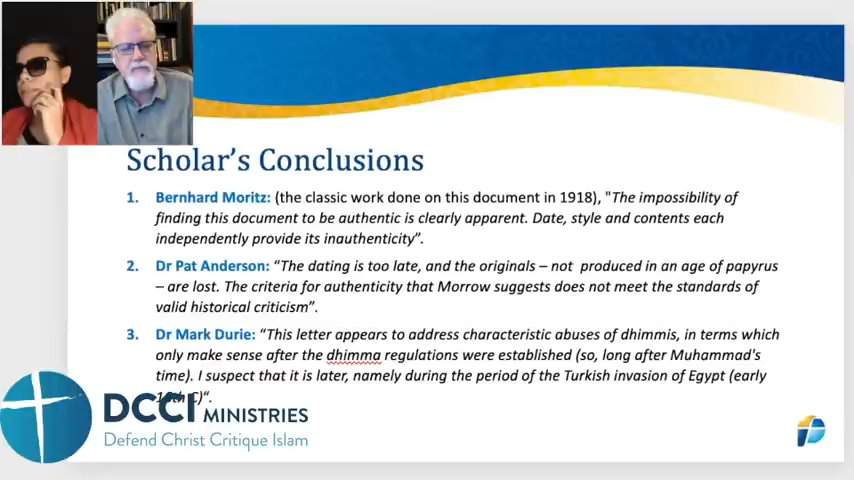 Scholar's Conclusions
1. Bernhard Moritz: (the classic work done on this document in 1918), "The impossibility of
finding this document to be authentic is clearly apparent. Date, style and contents each
independently provide its inauthenticity".
2. Dr Pat Anderson: "The dating is too late, and the originals – not produced in an age of papyrus
– are lost. The criteria for authenticity that Morrow suggests does not meet the standards of
valid historical criticism".
3. Dr Mark Durie: "This letter appears to address characteristic abuses of dhimmis, in terms which
only make sense after the dhimma regulations were established (so, long after Muhammad's
time). I suspect that it is later, namely during the period of the Turkish invasion of Egypt (early
C)".
DCCI MINISTRIES
Defend Christ Critique Islam